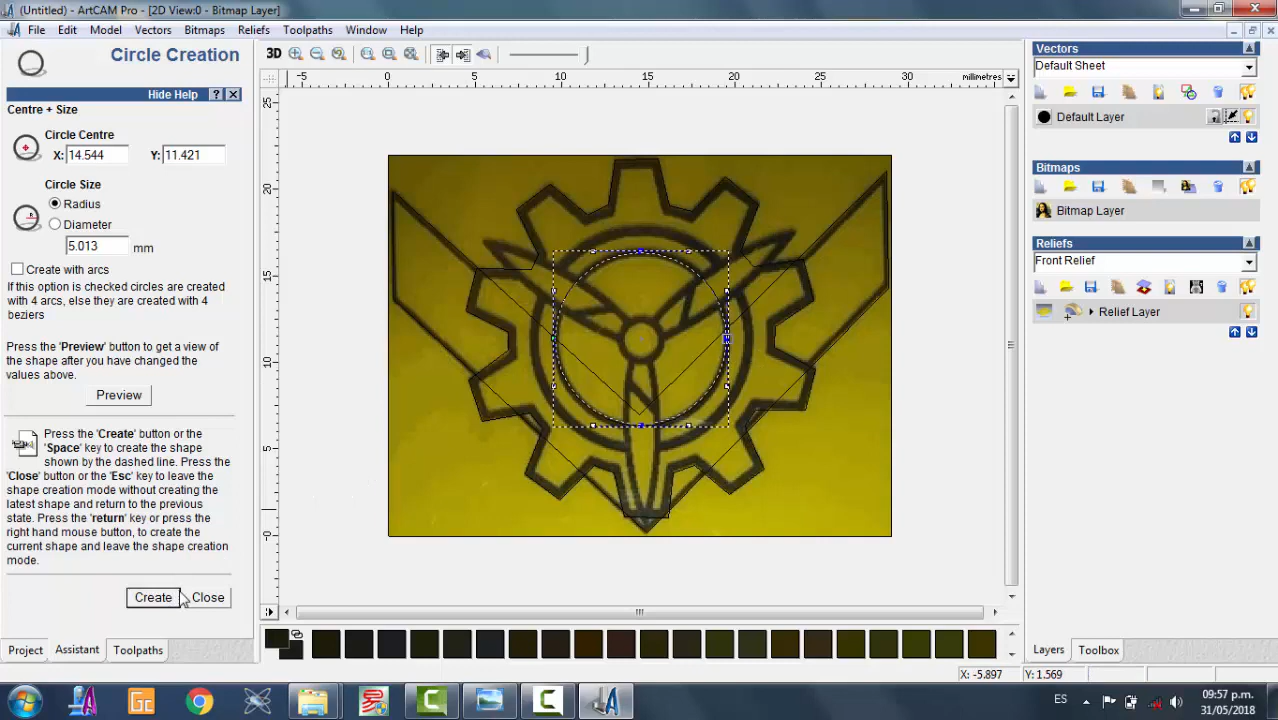 (Untitled) - ArtCAM Pro - [2D View:0 - Bitmap Layer]
File Edit Model Vectors Bitmaps Reliefs Toolpaths Window Help
Circle Creation
Hide Help ?
Centre + Size
Circle Centre
X: 14.544 Y: 11.421
Circle Size
Radius
Diameter
5.013 mm
Create with arcs
If this option is checked circles are created
with 4 arcs, else they are created with 4
beziers
Press the 'Preview' button to get a view of
the shape after you have changed the
values above.
Preview
Press the 'Create' button or the
'Space' key to create the shape
shown by the dashed line. Press the
'Close' button or the 'Esc' key to leave the
shape creation mode without creating the
latest shape and return to the previous
state. Press the 'return' key or press the
right hand mouse button, to create the
current shape and leave the shape creation
mode.
Create Close
Project Assistant Toolpaths
3D
-5 0 5 10 15 20 25 30 millimetres
25
20
15
10
5
-0
Vectors
Default Sheet
Default Layer
Bitmaps
Bitmap Layer
Reliefs
Front Relief
Relief Layer
Layers Toolbox
X: -5.897 Y: 1.569
ES
09:57 p.m.
31/05/2018